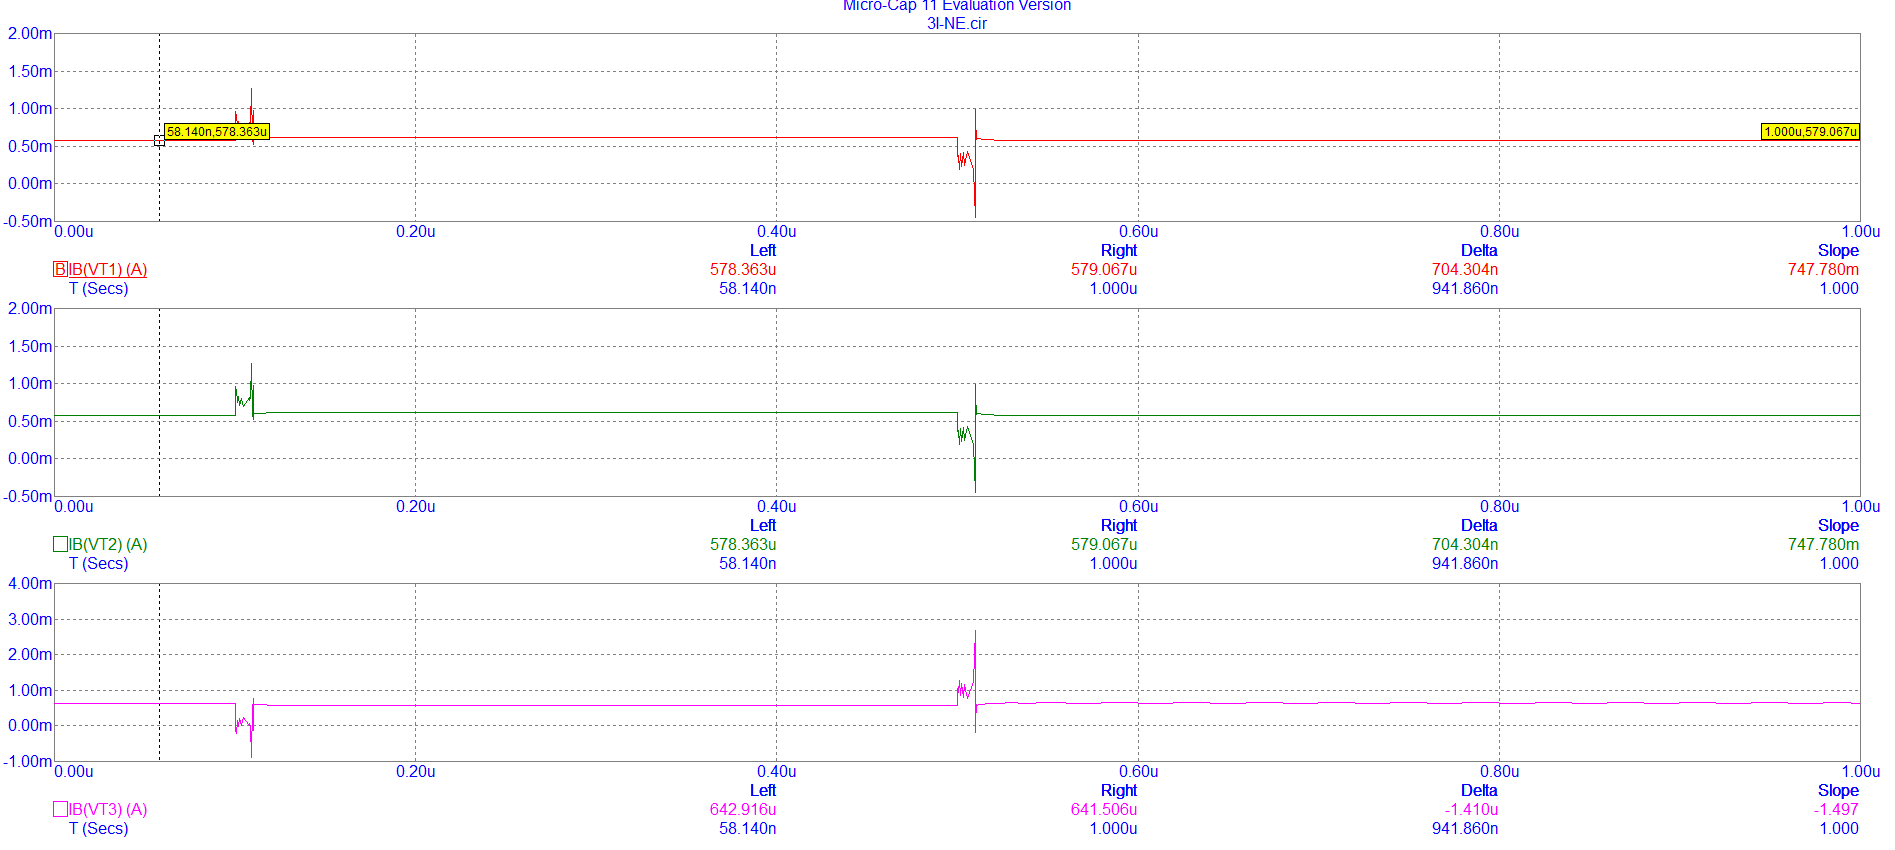 Micro-Cap 11 Evaluation Version
3I-NE.cir
2.00m
1.50m
1.00m
0.50m
0.00m
-0.50m
58.140n,578.363u
1.000u,579.067u
0.00u 0.20u 0.40u 0.60u 0.80u 1.00u
Left Right Delta Slope
B IB(VT1) (A) 578.363u 579.067u 704.304n 747.780m
T (Secs) 58.140n 1.000u 941.860n 1.000
2.00m
1.50m
1.00m
0.50m
0.00m
-0.50m
0.00u 0.20u 0.40u 0.60u 0.80u 1.00u
Left Right Delta Slope
IB(VT2) (A) 578.363u 579.067u 704.304n 747.780m
T (Secs) 58.140n 1.000u 941.860n 1.000
4.00m
3.00m
2.00m
1.00m
0.00m
-1.00m
0.00u 0.20u 0.40u 0.60u 0.80u 1.00u
Left Right Delta Slope
IB(VT3) (A) 642.916u 641.506u -1.410u -1.497
T (Secs) 58.140n 1.000u 941.860n 1.000